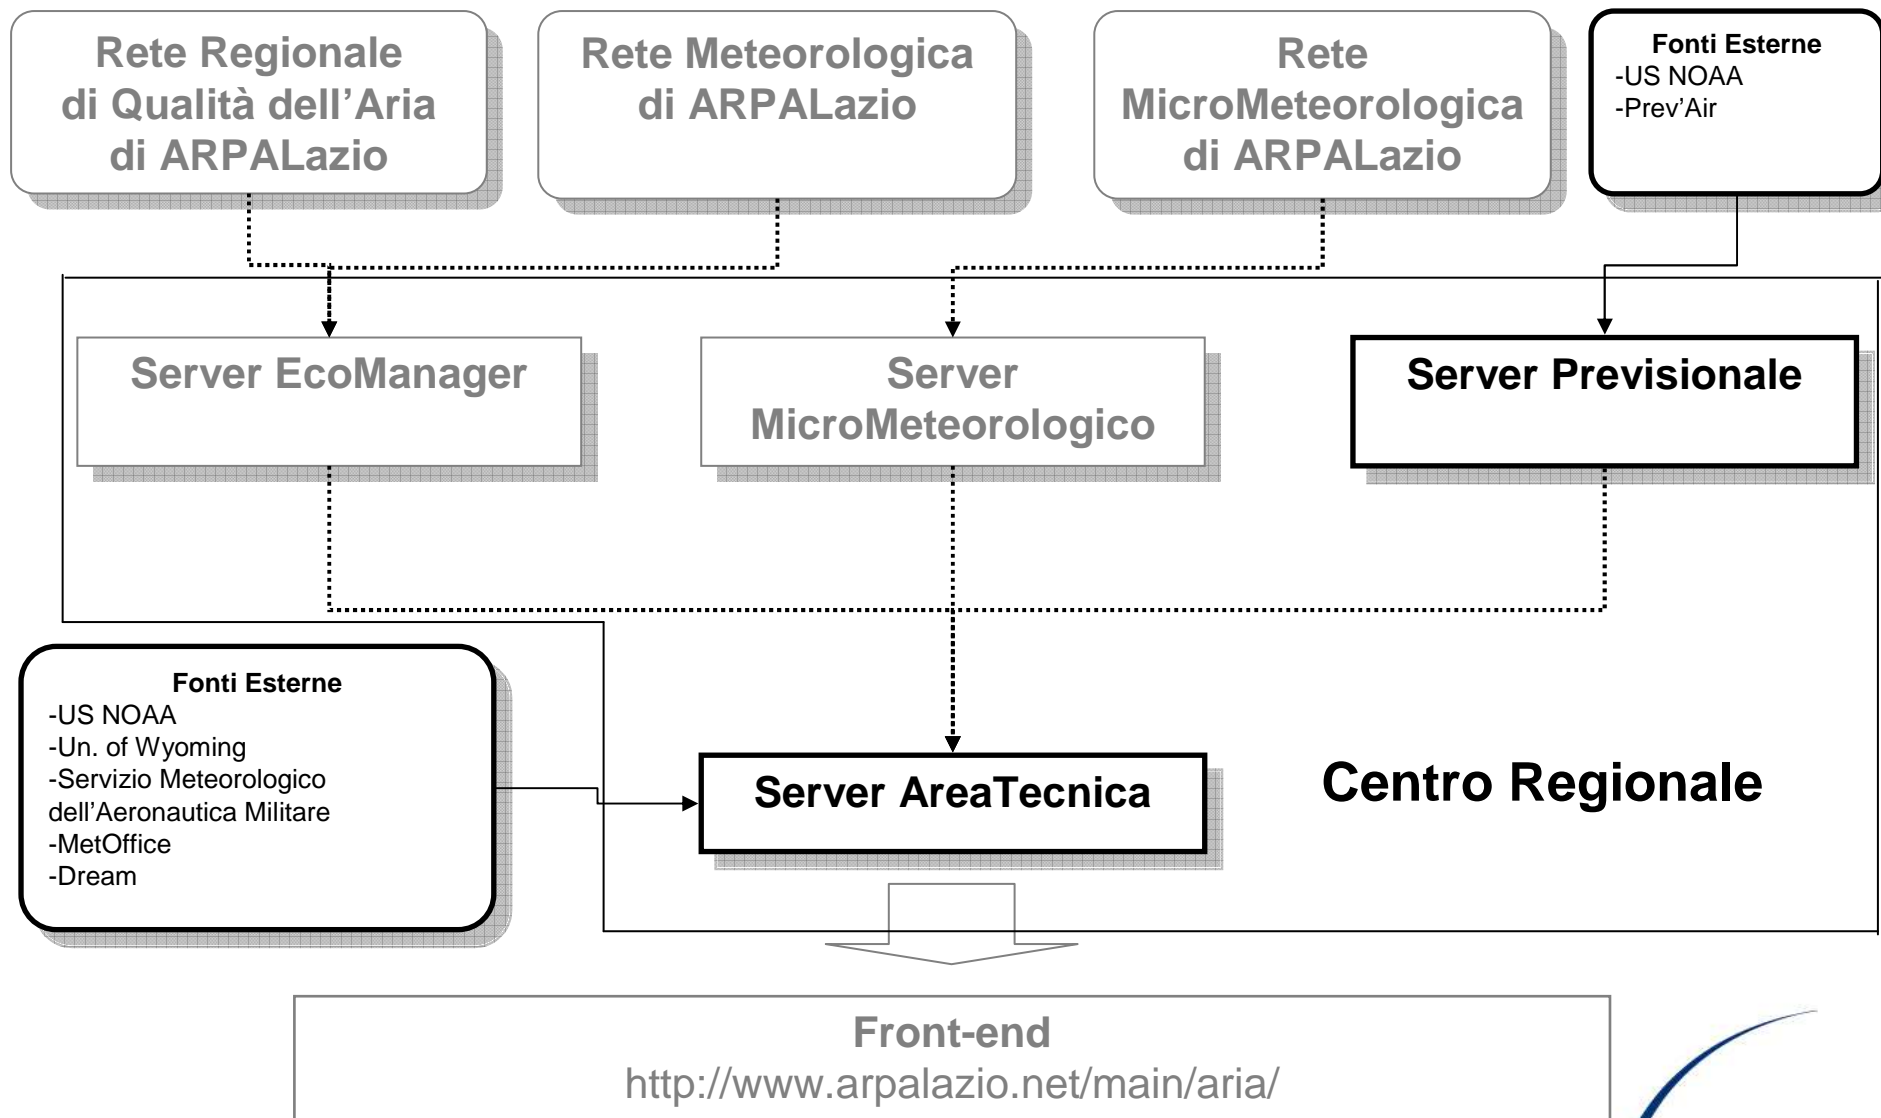 Rete Regionale
di Qualità dell’Aria
di ARPALazio
Rete Meteorologica
di ARPALazio
Rete
MicroMeteorologica
di ARPALazio
Fonti Esterne
-US NOAA
-Prev’Air
Server EcoManager
Server
MicroMeteorologico
Server Previsionale
Fonti Esterne
-US NOAA
-Un. of Wyoming
-Servizio Meteorologico
dell’Aeronautica Militare
-MetOffice
-Dream
Server AreaTecnica
Centro Regionale
Front-end
http://www.arpalazio.net/main/aria/